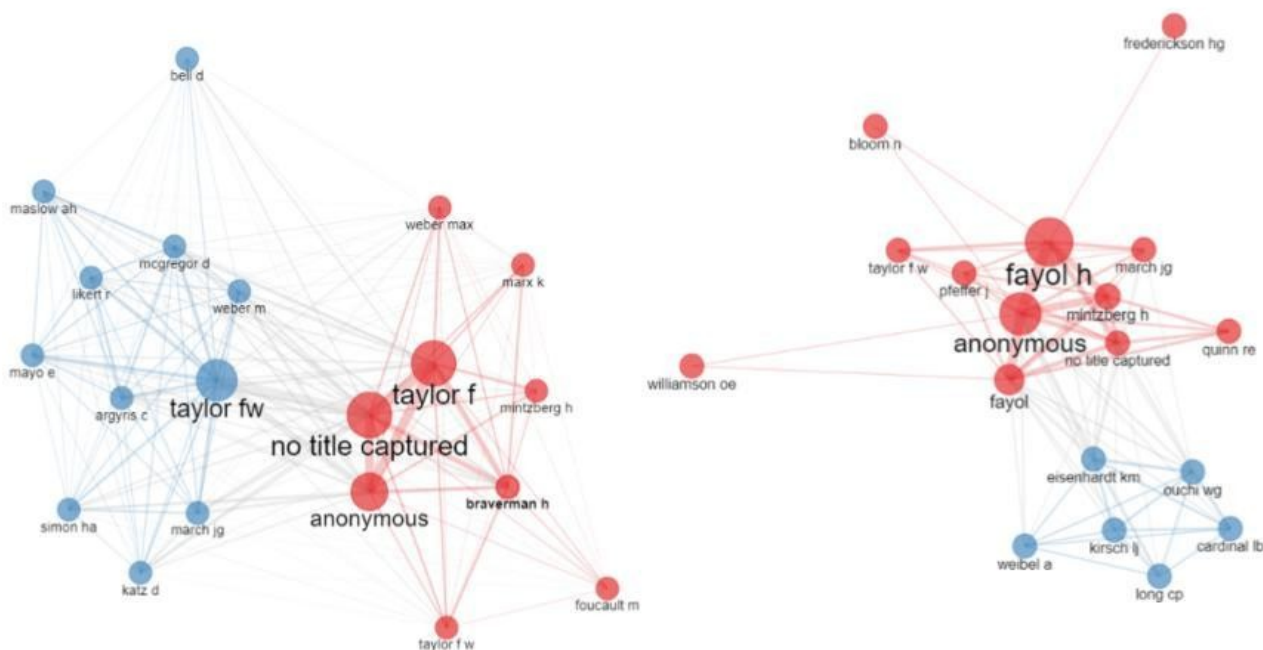 bell d
maslow ah
mcgregor d
likert r
weber m
mayo e
argyris c
taylor fw
simon ha
march jg
katz d
weber max
marx k
taylor f
mintzberg h
no title captured
braverman h
anonymous
foucault m
taylor f w
frederickson hg
bloom n
taylor f w
fayol h
march jg
pfeffer j
mintzberg h
anonymous
no title captured
quinn re
williamson oe
fayol
eisenhardt km
ouchi wg
kirsch lj
cardinal lb
weibel a
long cp